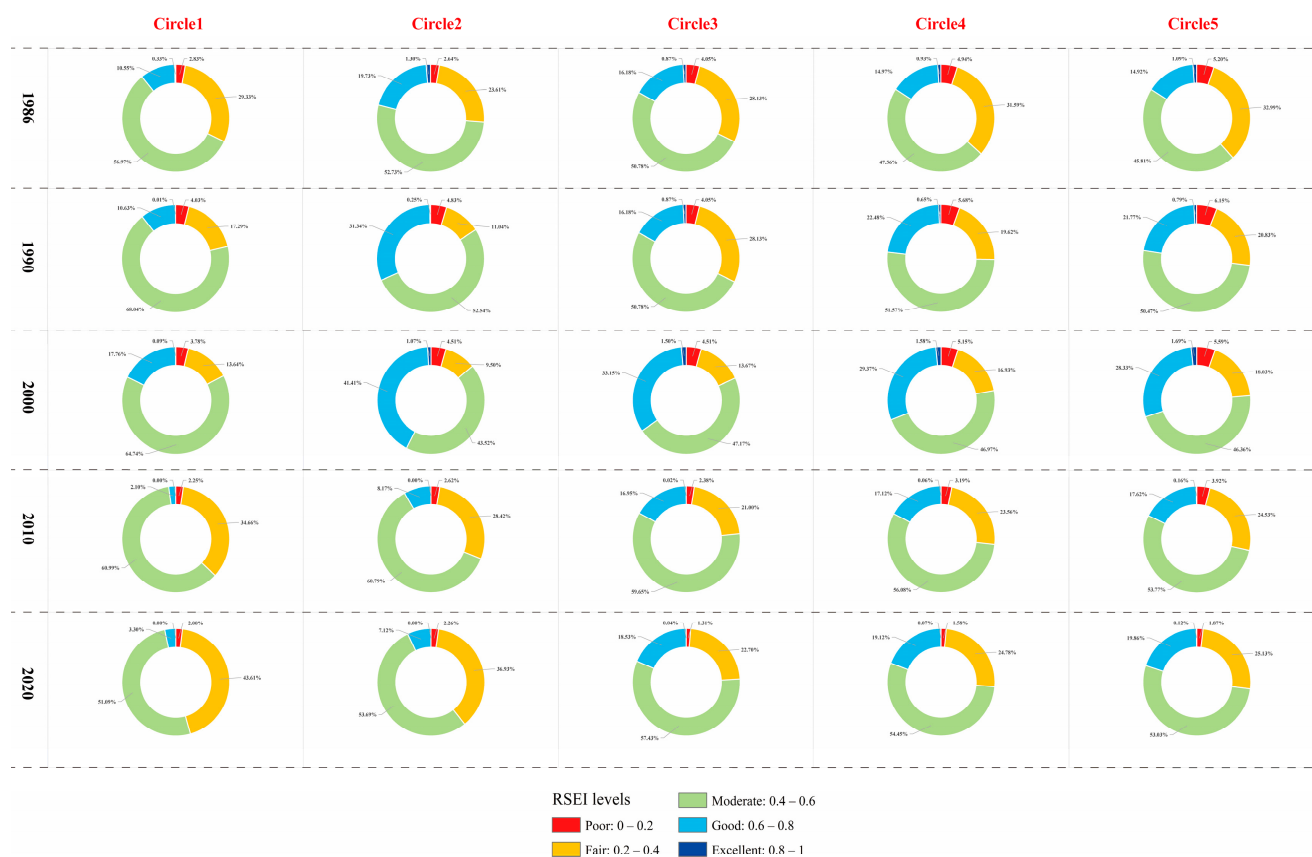 Circle1 Circle2 Circle3 Circle4 Circle5
1986
0.33% 2.83% 10.55% 29.33% 56.97%
1.30% 2.64% 19.73% 23.61% 52.73%
0.87% 4.05% 16.18% 28.13% 50.78%
0.93% 4.94% 14.97% 31.59% 47.56%
1.09% 5.20% 14.92% 32.99% 45.81%
1990
0.01% 4.03% 10.63% 17.29% 68.04%
0.25% 4.83% 31.34% 11.04% 52.54%
0.87% 4.05% 16.18% 28.13% 50.78%
0.65% 5.68% 22.48% 19.62% 51.57%
0.79% 6.15% 21.77% 20.83% 50.47%
2000
0.09% 3.78% 17.76% 13.64% 64.74%
1.07% 4.51% 41.41% 9.50% 43.52%
1.50% 4.51% 33.15% 13.67% 47.17%
1.58% 5.15% 29.37% 16.93% 46.97%
1.69% 5.59% 28.33% 18.03% 46.36%
2010
0.00% 2.25% 2.10% 34.66% 60.99%
0.00% 2.62% 8.17% 28.42% 60.79%
0.02% 2.38% 16.95% 21.00% 59.65%
0.06% 3.19% 17.12% 23.56% 56.08%
0.16% 3.92% 17.62% 24.53% 53.77%
2020
0.00% 2.00% 3.30% 43.61% 51.09%
0.00% 2.26% 7.12% 36.93% 53.69%
0.04% 1.31% 18.53% 22.70% 57.43%
0.07% 1.58% 19.12% 24.78% 54.45%
0.12% 1.87% 19.86% 25.13% 53.03%
RSEI levels
Moderate: 0.4 – 0.6
Poor: 0 – 0.2
Good: 0.6 – 0.8
Fair: 0.2 – 0.4
Excellent: 0.8 – 1